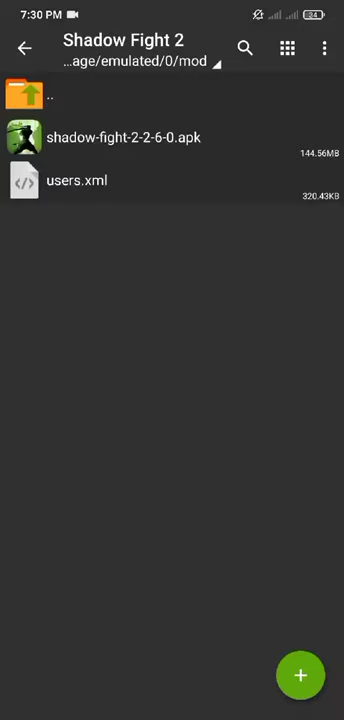 7:30 PM
34
Shadow Fight 2
...age/emulated/0/mod
..
shadow-fight-2-2-6-0.apk
144.56MB
users.xml
320.43KB